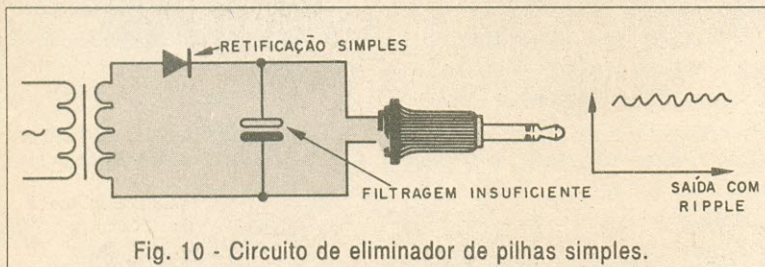 RETIFICAÇÃO SIMPLES
~
FILTRAGEM INSUFICIENTE
SAÍDA COM
RIPPLE
Fig. 10 - Circuito de eliminador de pilhas simples.